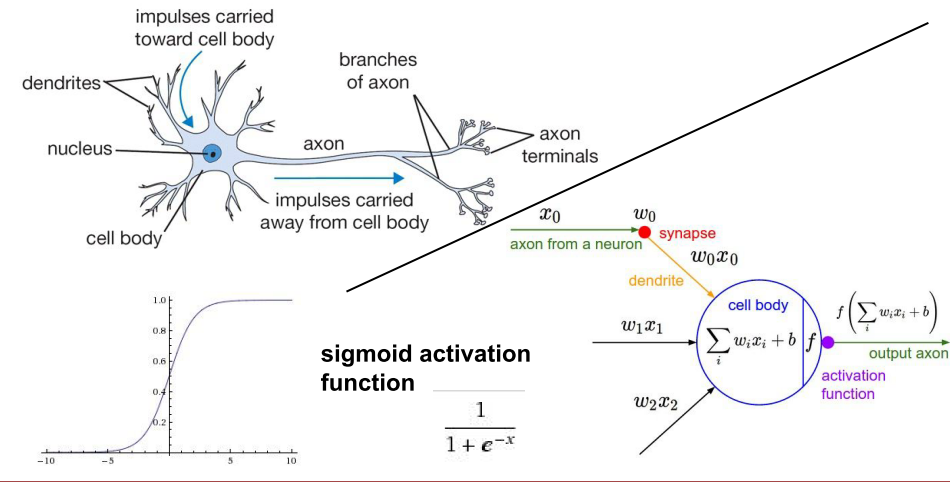 impulses carried
toward cell body
dendrites
nucleus
cell body
axon
impulses carried
away from cell body
branches
of axon
axon
terminals
x₀
w₀
axon from a neuron
synapse
w₀x₀
dendrite
cell body
w₁x₁
∑ᵢ wᵢxᵢ + b
f
f(∑ᵢ wᵢxᵢ + b)
output axon
activation
function
w₂x₂
1.0
0.8
0.6
0.4
0.2
−10
−5
5
10
sigmoid activation
function
1
1 + e⁻ˣ